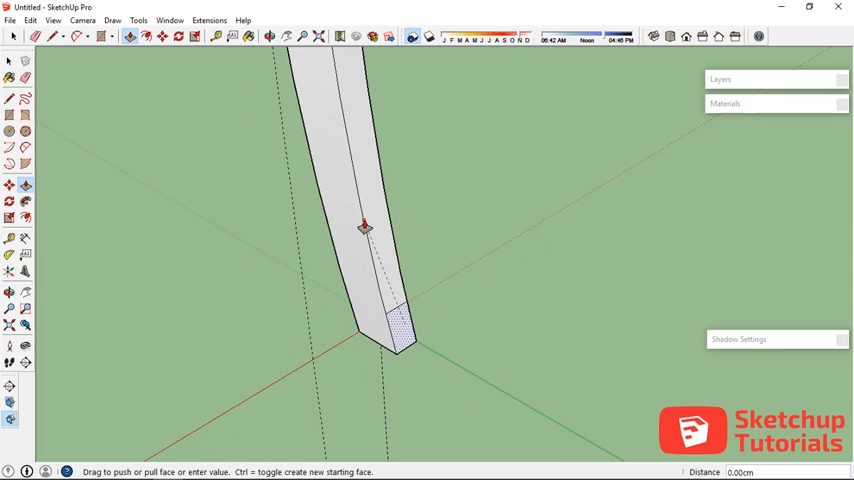 Untitled - SketchUp Pro
File Edit View Camera Draw Tools Window Extensions Help
J F M A M J J A S O N D 06:42 AM Noon 04:46 PM
Layers
Materials
Shadow Settings
Sketchup
Tutorials
Drag to push or pull face or enter value. Ctrl = toggle create new starting face.
Distance 0.00cm